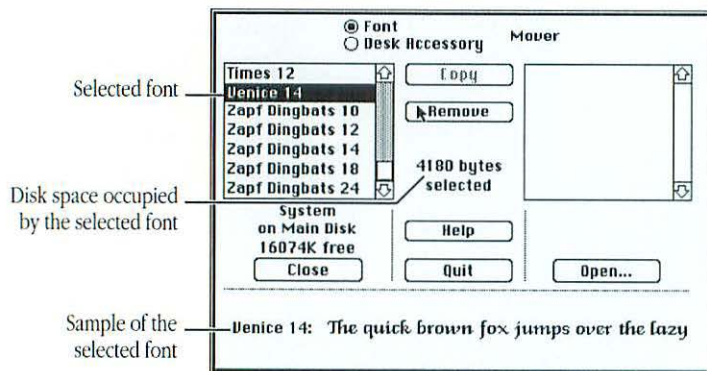 Font
Desk Accessory
Mover
Selected font
Times 12
Venice 14
Zapf Dingbats 10
Zapf Dingbats 12
Zapf Dingbats 14
Zapf Dingbats 18
Zapf Dingbats 24
Copy
Remove
4180 bytes
selected
Disk space occupied
by the selected font
System
on Main Disk
16074K free
Close
Help
Quit
Open...
Sample of the
selected font
Venice 14: The quick brown fox jumps over the lazy